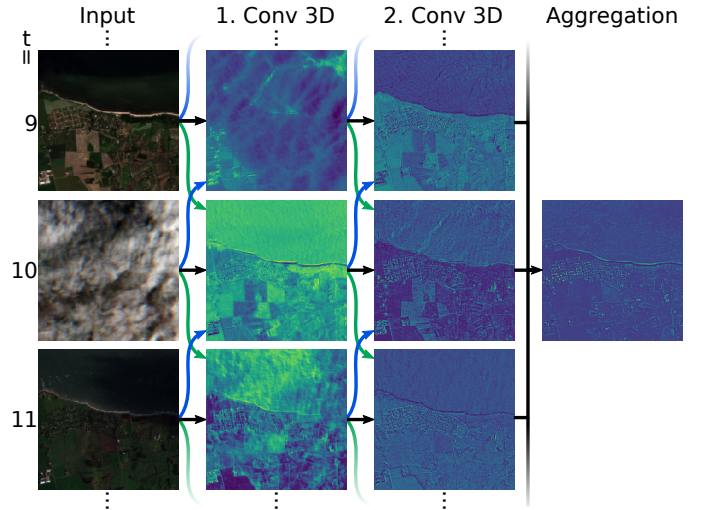 Input 1. Conv 3D 2. Conv 3D Aggregation
... ... ...
t
=
9
10
11
... ... ...